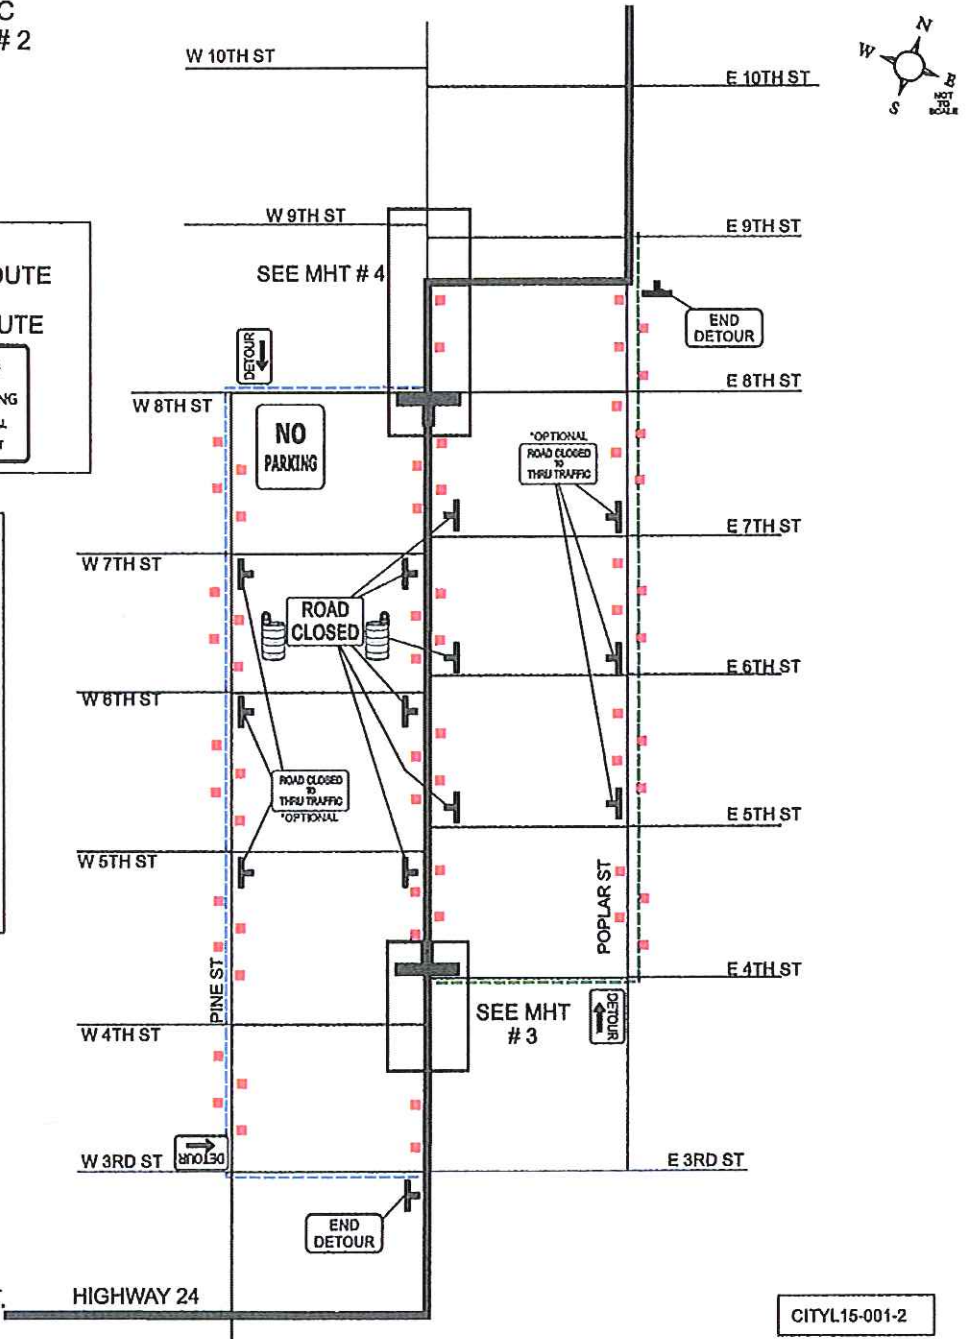 C
# 2
N
W
E
S
NOT
TO
SCALE
W 10TH ST
E 10TH ST
W 9TH ST
E 9TH ST
OUTE
SEE MHT # 4
UTE
END
DETOUR
DETOUR
NG
W 8TH ST
E 8TH ST
NO
PARKING
*OPTIONAL
ROAD CLOSED
TO
THRU TRAFFIC
E 7TH ST
W 7TH ST
ROAD
CLOSED
E 6TH ST
W 6TH ST
ROAD CLOSED
TO
THRU TRAFFIC
*OPTIONAL
E 5TH ST
W 5TH ST
POPLAR ST
PINE ST
E 4TH ST
SEE MHT
# 3
DETOUR
W 4TH ST
DETOUR
W 3RD ST
E 3RD ST
END
DETOUR
HIGHWAY 24
CITYL15-001-2